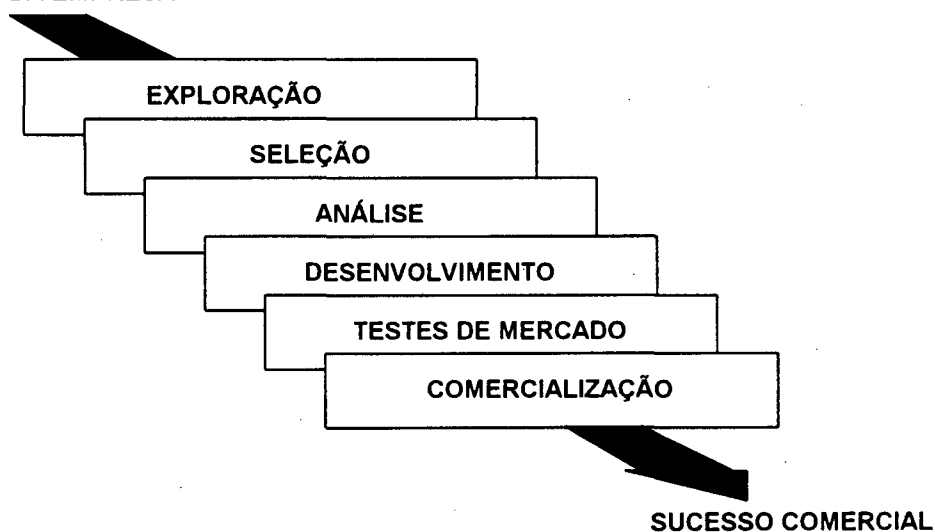 EXPLORAÇÃO
SELEÇÃO
ANÁLISE
DESENVOLVIMENTO
TESTES DE MERCADO
COMERCIALIZAÇÃO
SUCESSO COMERCIAL